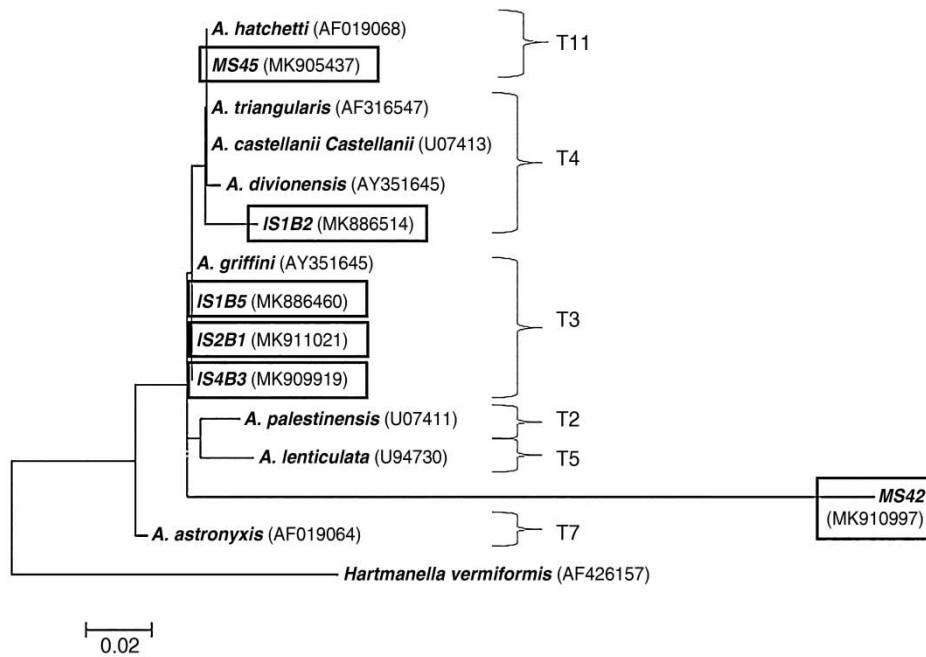 A. hatchetti (AF019068)
MS45 (MK905437)
T11
A. triangularis (AF316547)
A. castellanii Castellanii (U07413)
T4
A. divionensis (AY351645)
IS1B2 (MK886514)
A. griffini (AY351645)
IS1B5 (MK886460)
T3
IS2B1 (MK911021)
IS4B3 (MK909919)
A. palestinensis (U07411)
T2
A. lenticulata (U94730)
T5
MS42
(MK910997)
A. astronyxis (AF019064)
T7
Hartmanella vermiformis (AF426157)
0.02